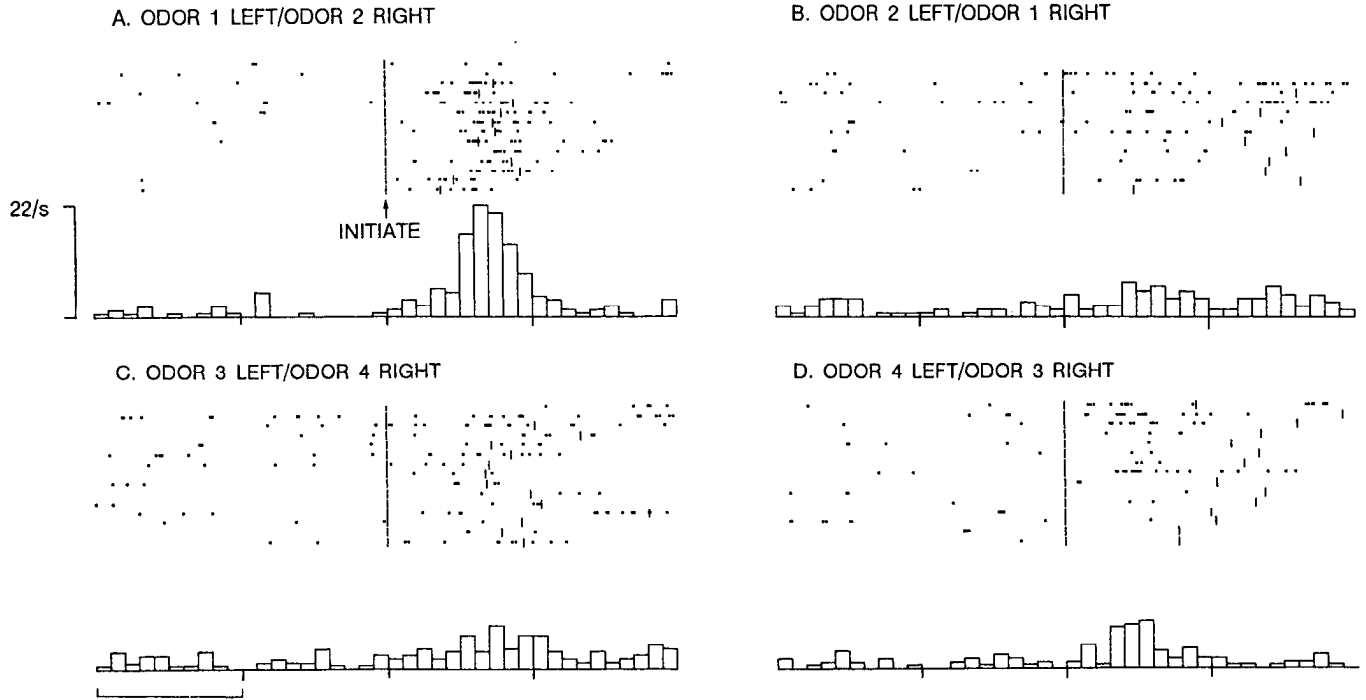 A. ODOR 1 LEFT/ODOR 2 RIGHT
B. ODOR 2 LEFT/ODOR 1 RIGHT
22/s
INITIATE
C. ODOR 3 LEFT/ODOR 4 RIGHT
D. ODOR 4 LEFT/ODOR 3 RIGHT